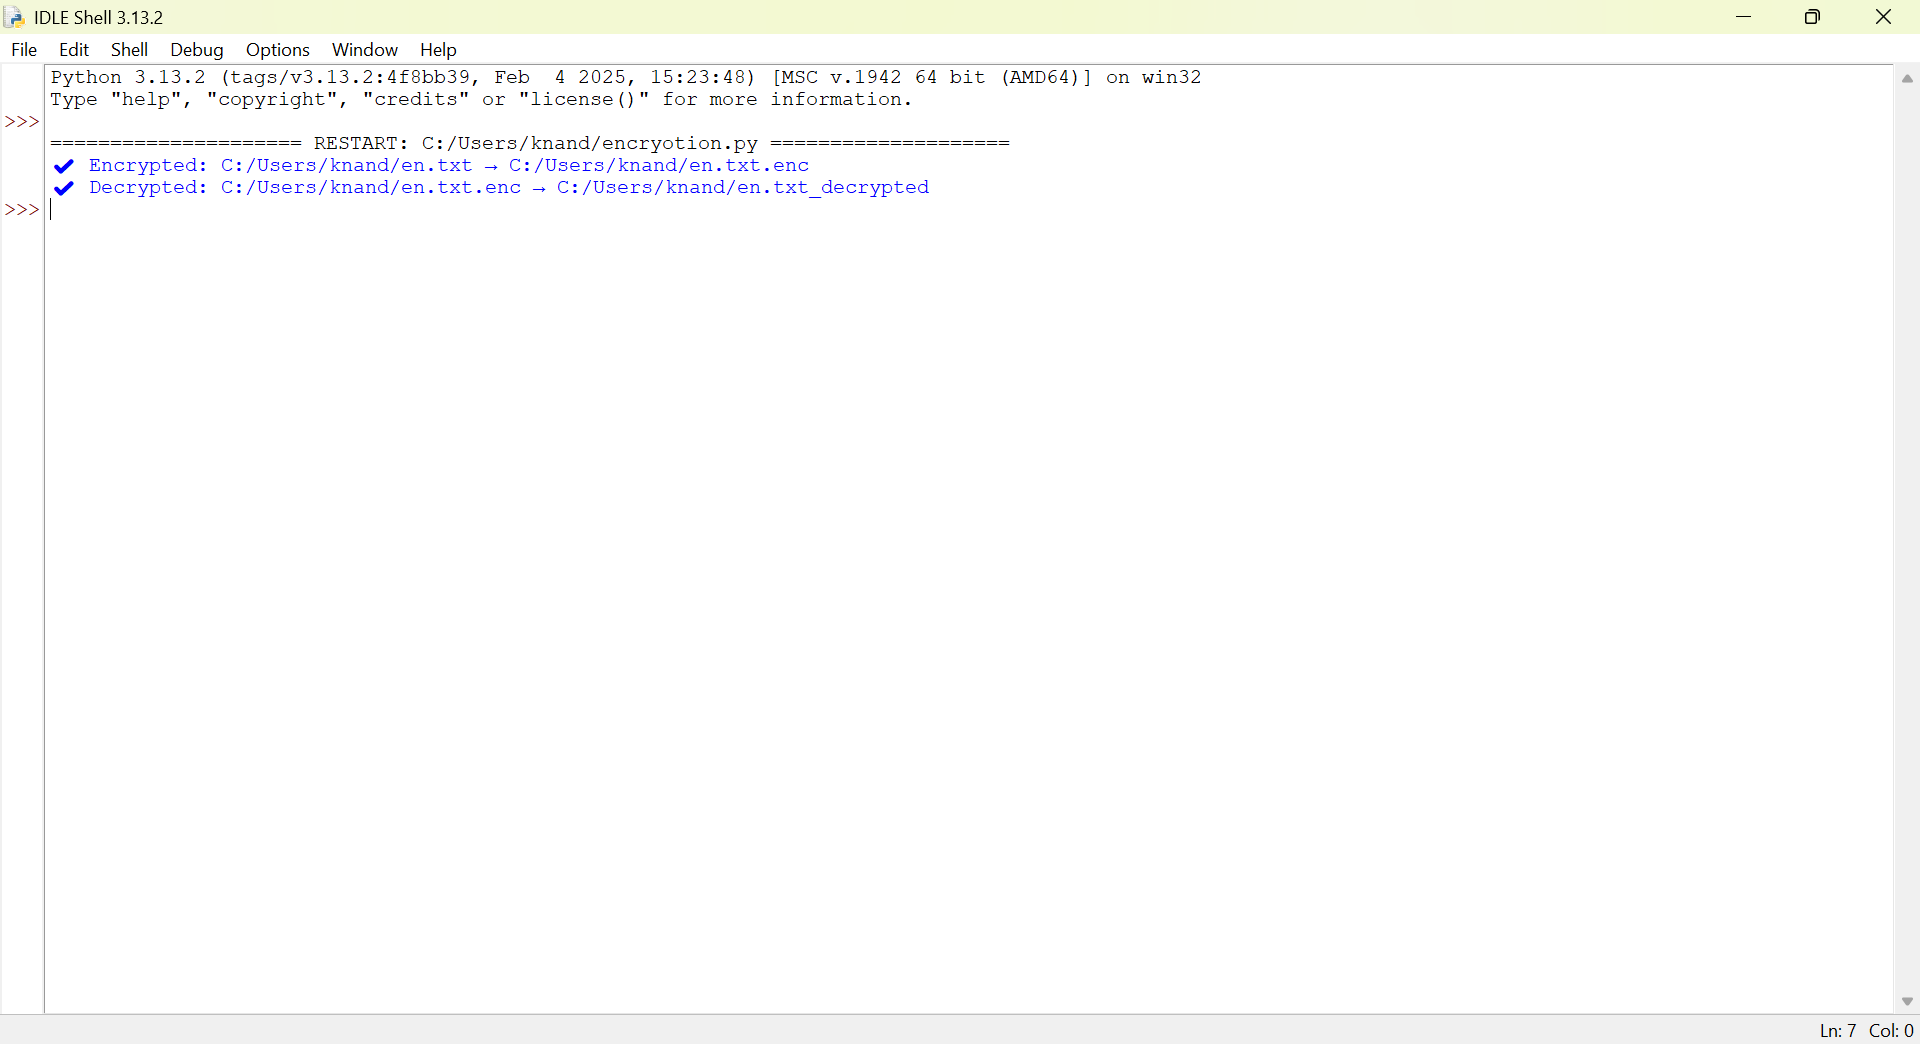 IDLE Shell 3.13.2
File Edit Shell Debug Options Window Help
Python 3.13.2 (tags/v3.13.2:4f8bb39, Feb  4 2025, 15:23:48) [MSC v.1942 64 bit (AMD64)] on win32
Type "help", "copyright", "credits" or "license()" for more information.
>>>
===================== RESTART: C:/Users/knand/encryotion.py ====================
✔ Encrypted: C:/Users/knand/en.txt → C:/Users/knand/en.txt.enc
✔ Decrypted: C:/Users/knand/en.txt.enc → C:/Users/knand/en.txt_decrypted
>>>
Ln: 7 Col: 0